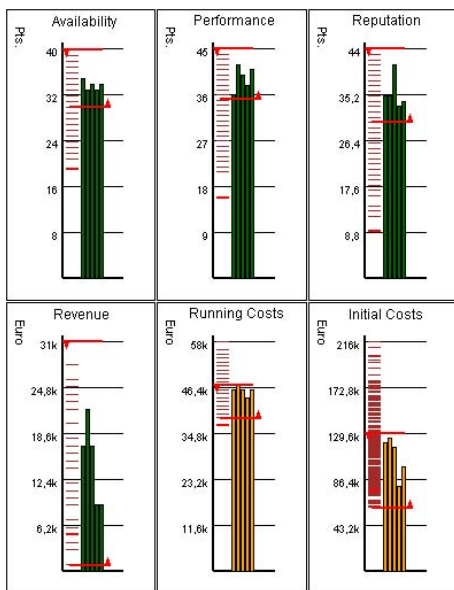 Availability
Pts.
40
32
24
16
8
Performance
Pts.
45
36
27
18
9
Reputation
Pts.
44
35,2
26,4
17,6
8,8
Revenue
Euro
31k
24,8k
18,6k
12,4k
6,2k
Running Costs
Euro
58k
46,4k
34,8k
23,2k
11,6k
Initial Costs
Euro
216k
172,8k
129,6k
86,4k
43,2k